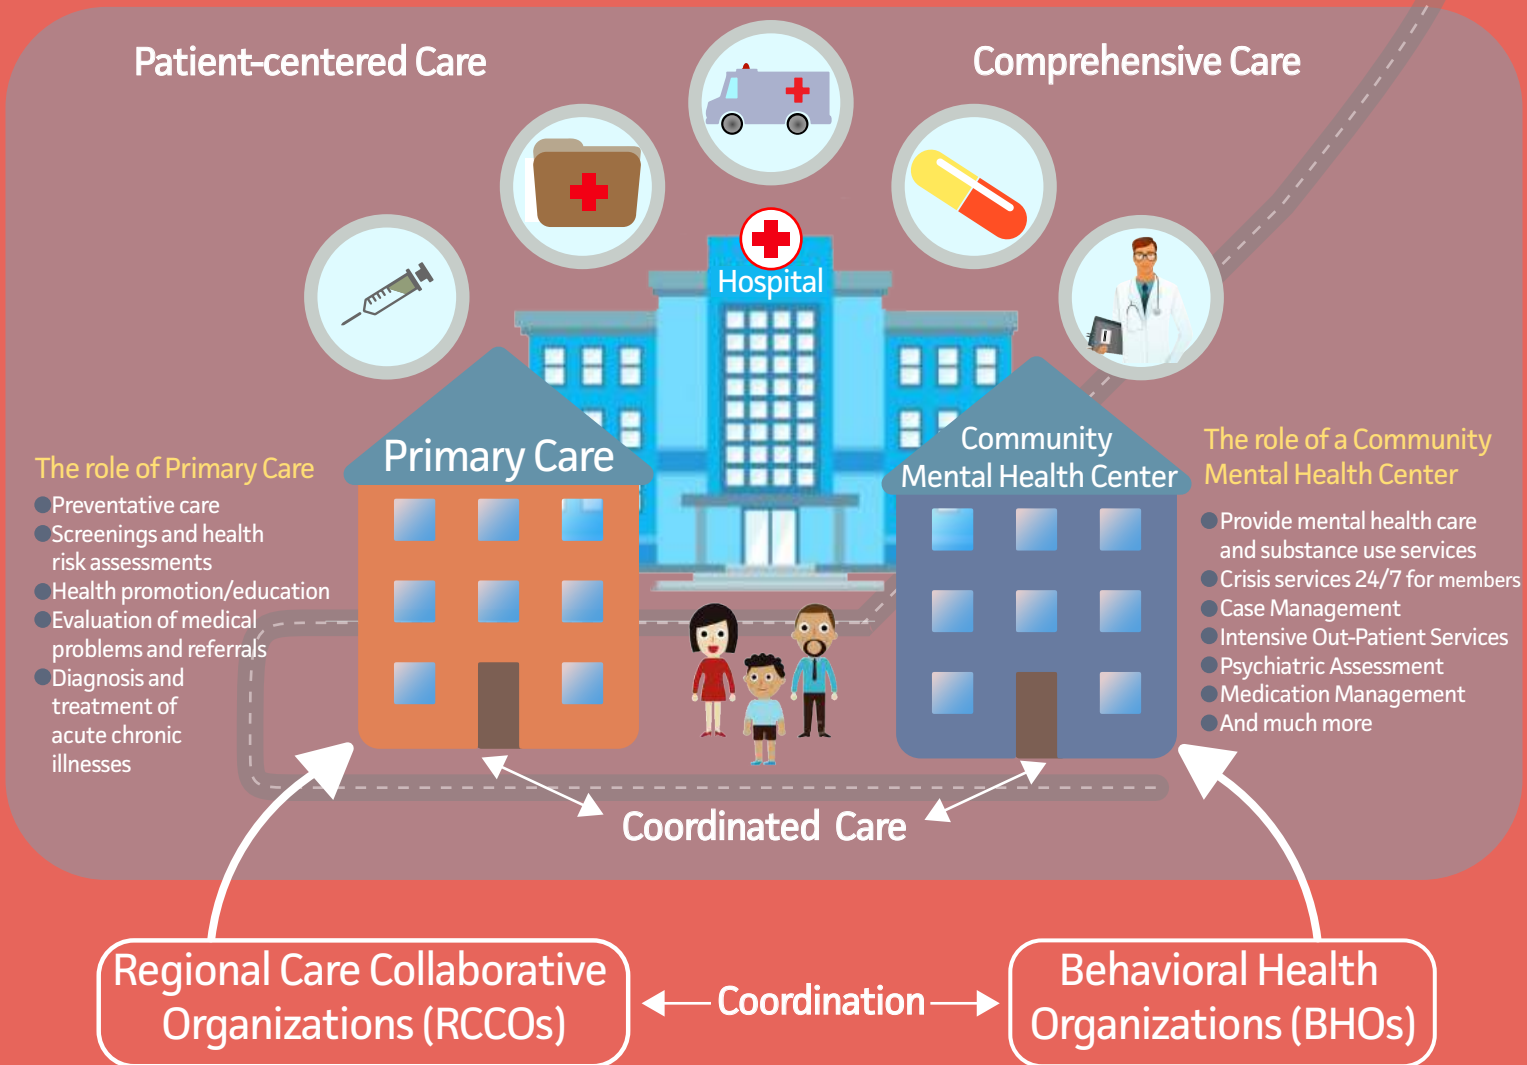 Patient-centered Care
Comprehensive Care
Hospital
Primary Care
Community
Mental Health Center
The role of Primary Care
●Preventative care
●Screenings and health
risk assessments
●Health promotion/education
●Evaluation of medical
problems and referrals
●Diagnosis and
treatment of
acute chronic
illnesses
The role of a Community
Mental Health Center
●Provide mental health care
and substance use services
●Crisis services 24/7 for members
●Case Management
●Intensive Out-Patient Services
●Psychiatric Assessment
●Medication Management
●And much more
Coordinated Care
Regional Care Collaborative
Organizations (RCCOs)
Coordination
Behavioral Health
Organizations (BHOs)